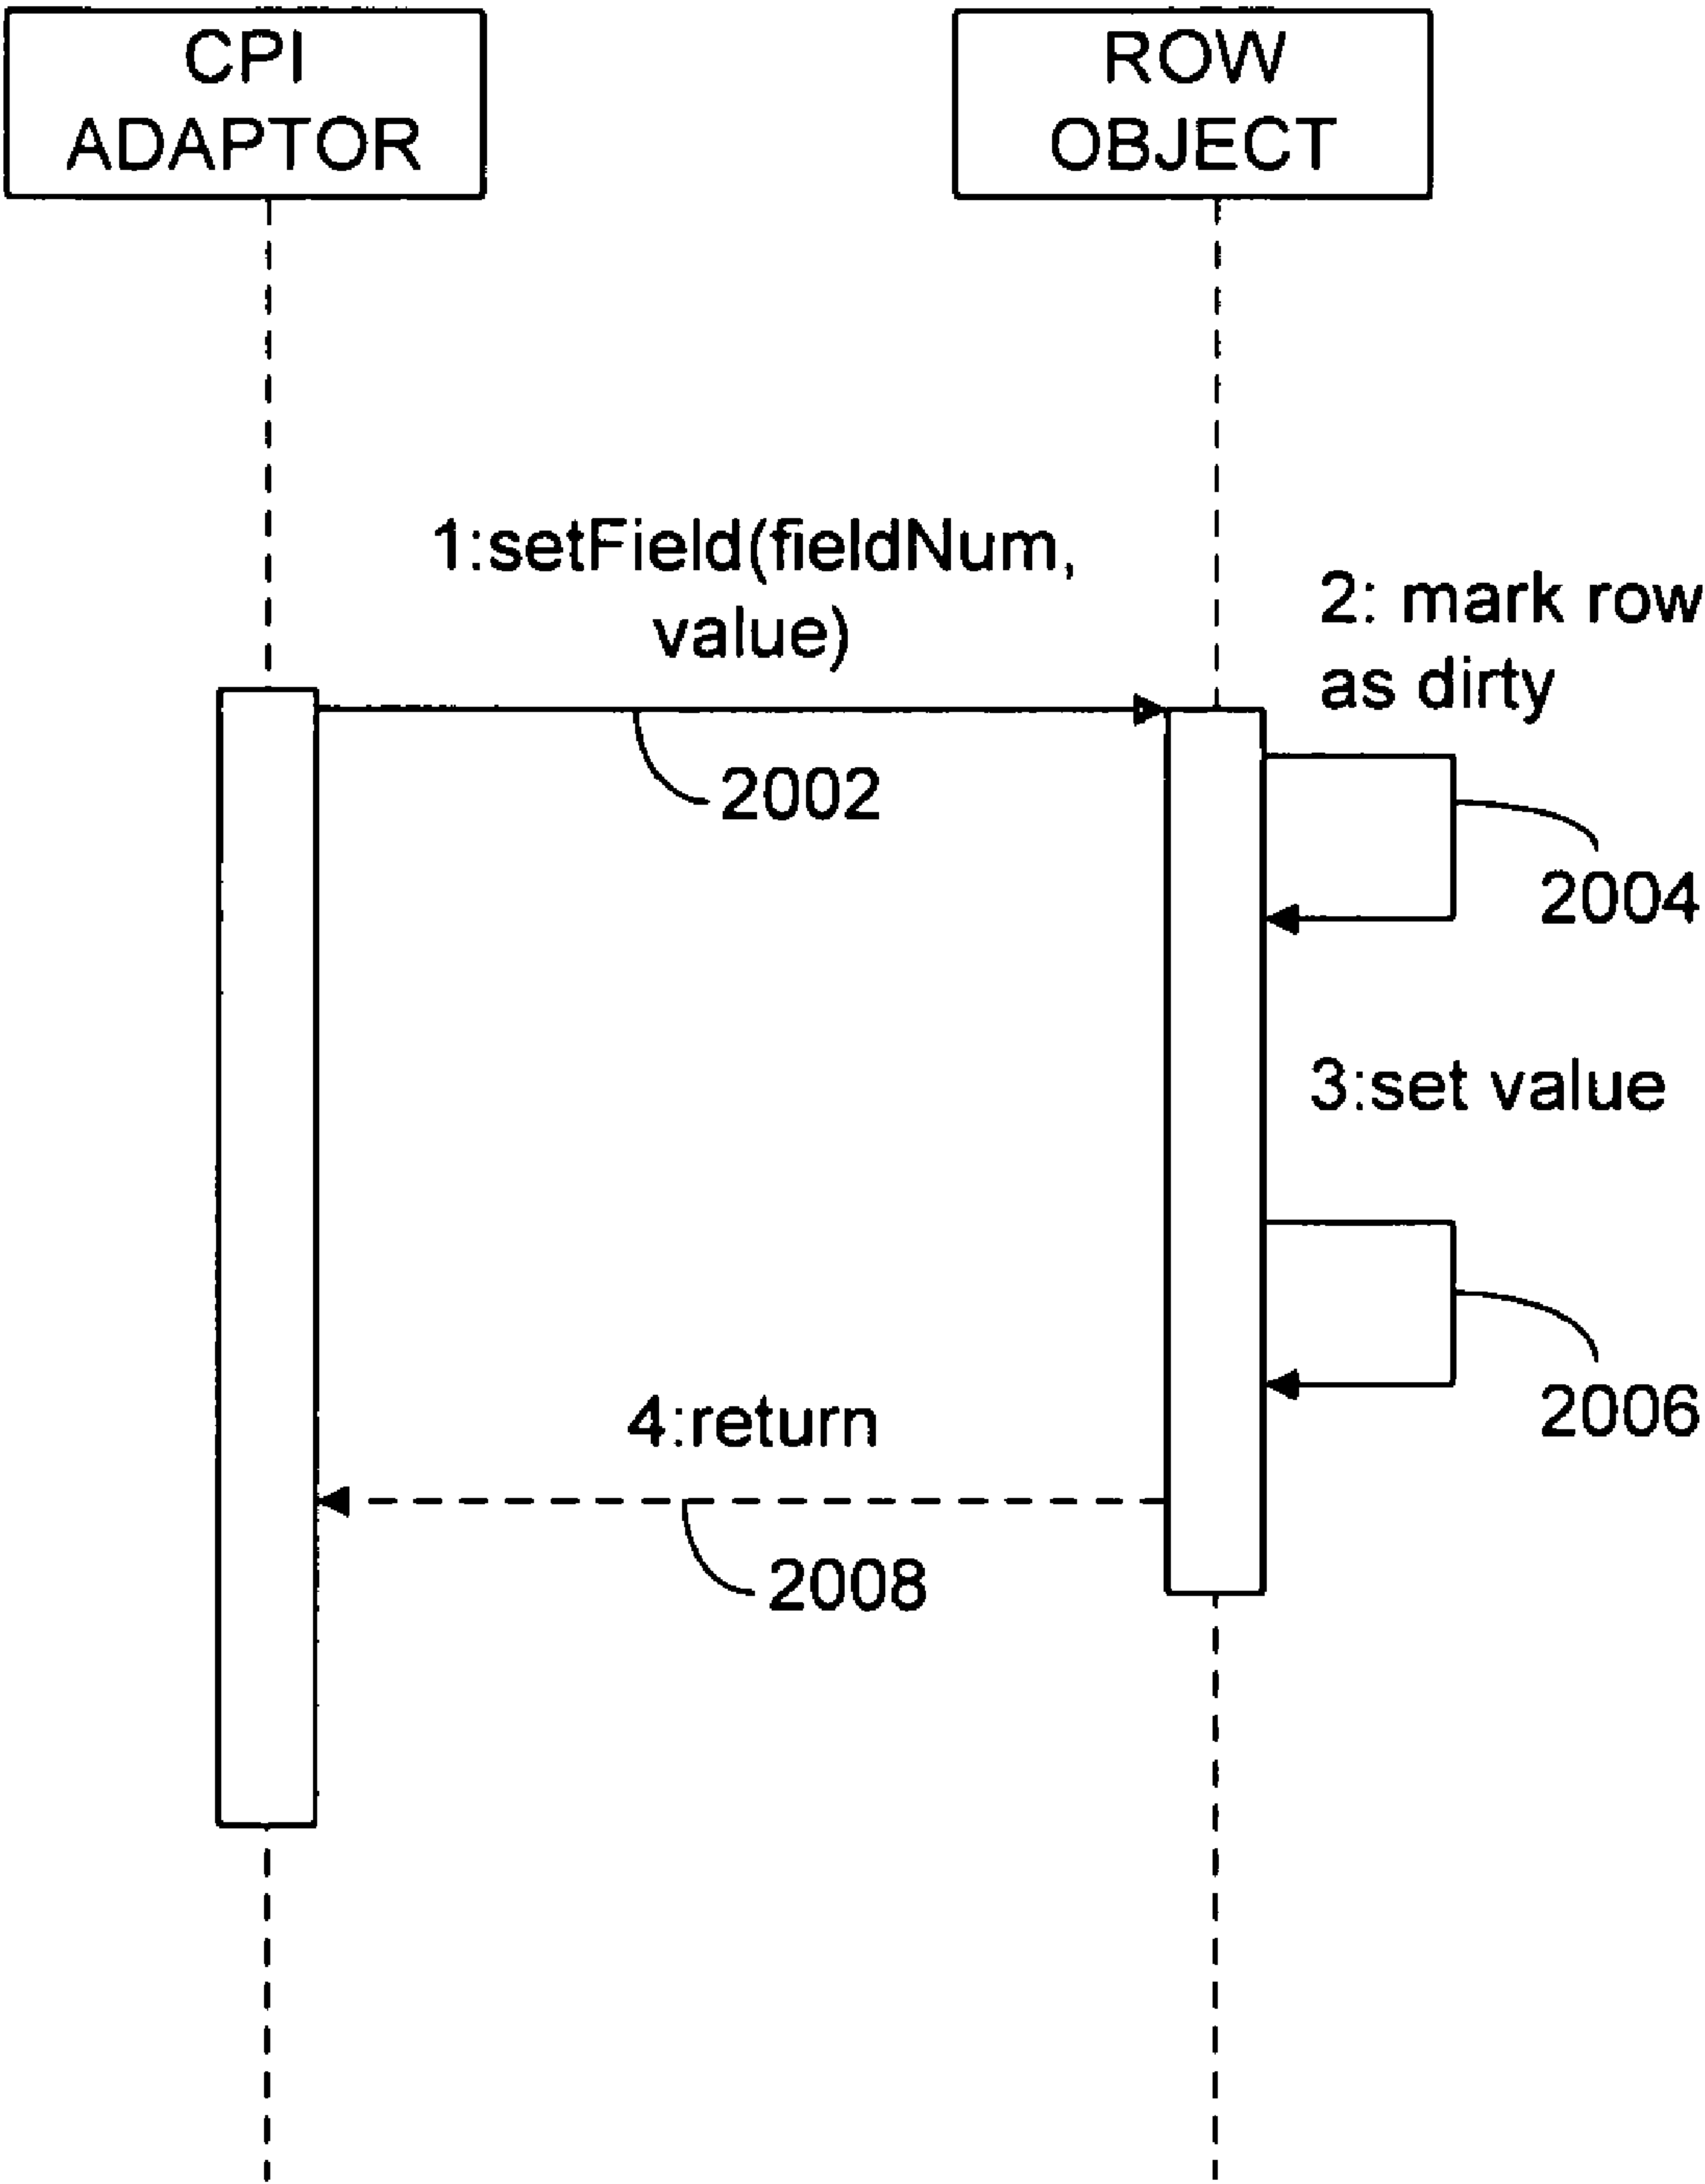 CPI
ADAPTOR
ROW
OBJECT
1:setField(fieldNum,
value)
2: mark row
as dirty
2002
2004
3:set value
2006
4:return
2008